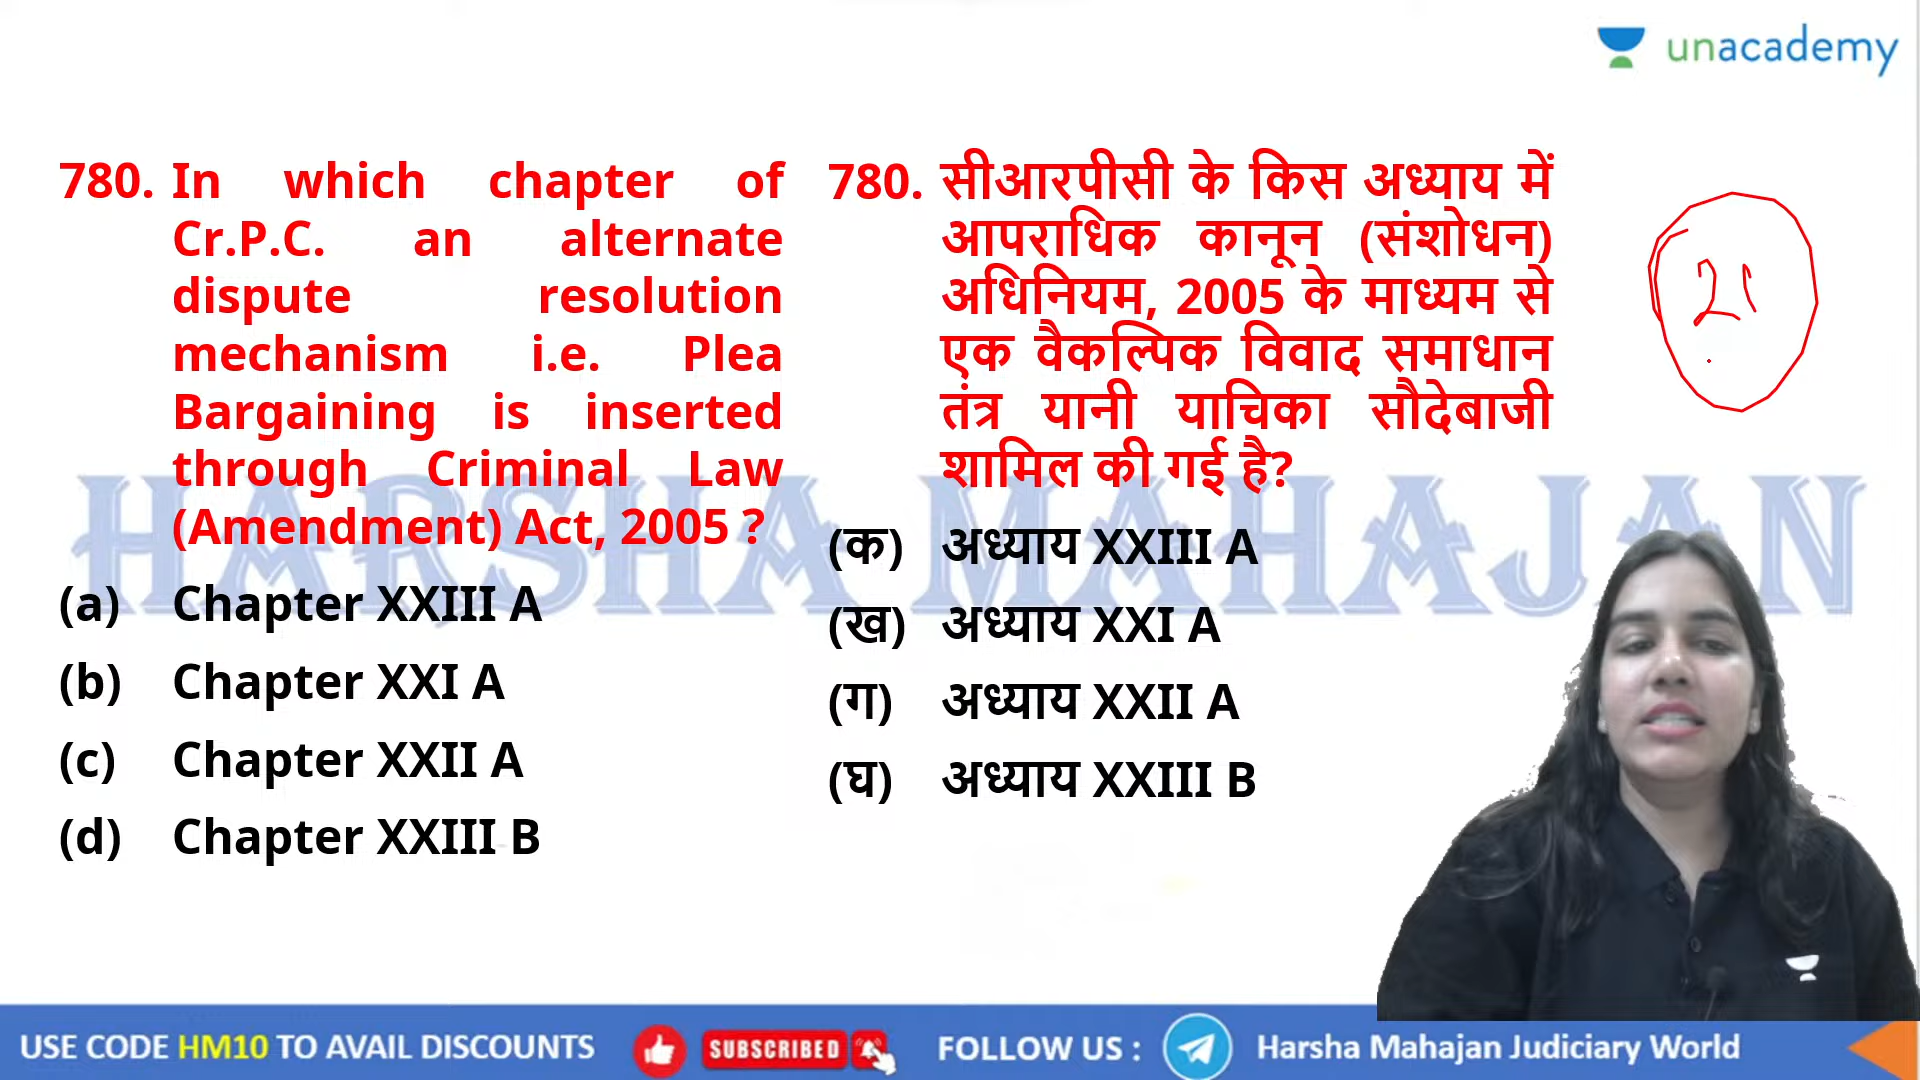 unacademy
780. In which chapter of
Cr.P.C. an alternate
dispute resolution
mechanism i.e. Plea
Bargaining is inserted
through Criminal Law
(Amendment) Act, 2005 ?
(a) Chapter XXIII A
(b) Chapter XXI A
(c) Chapter XXII A
(d) Chapter XXIII B
780. सीआरपीसी के किस अध्याय में
आपराधिक कानून (संशोधन)
अधिनियम, 2005 के माध्यम से
एक वैकल्पिक विवाद समाधान
तंत्र यानी याचिका सौदेबाजी
शामिल की गई है?
(क) अध्याय XXIII A
(ख) अध्याय XXI A
(ग) अध्याय XXII A
(घ) अध्याय XXIII B
21
HARSHA MAHAJAN
USE CODE HM10 TO AVAIL DISCOUNTS
SUBSCRIBED
FOLLOW US :
Harsha Mahajan Judiciary World